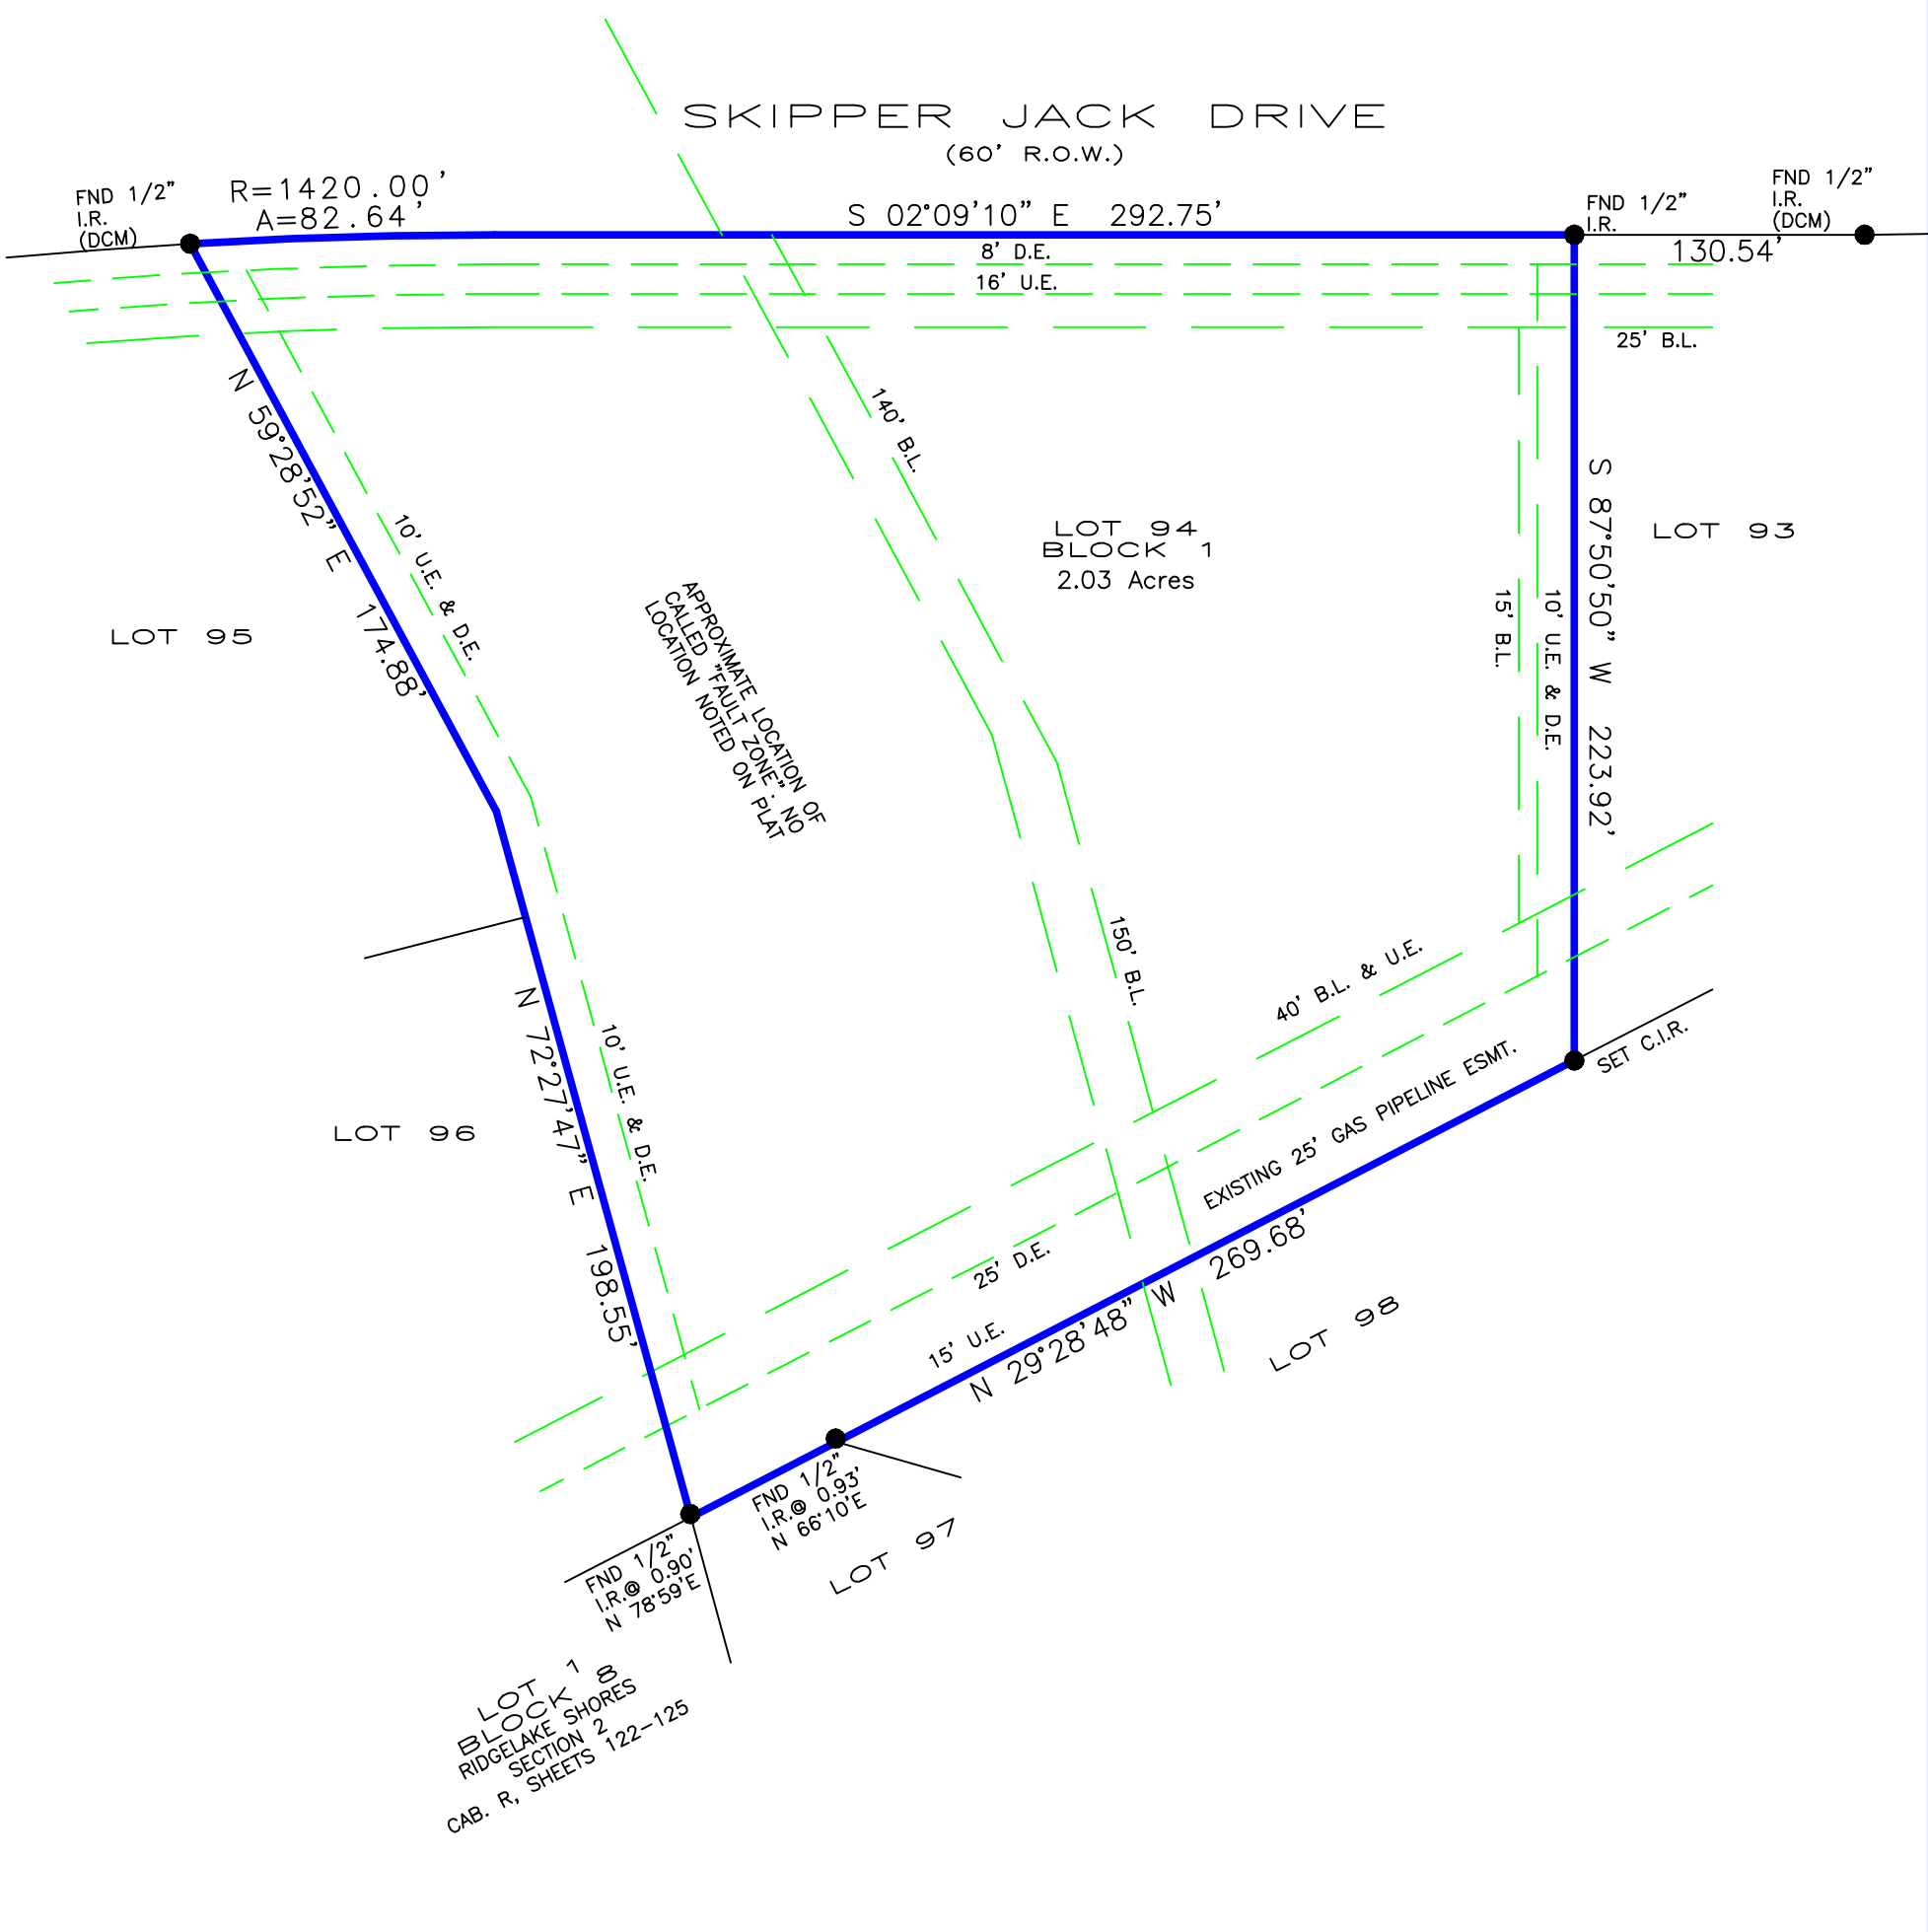 SKIPPER JACK DRIVE
(60' R.O.W.)
FND 1/2"
I.R.
(DCM)
R=1420.00'
A=82.64'
S 02°09'10" E 292.75'
FND 1/2"
I.R.
FND 1/2"
I.R.
(DCM)
130.54'
8' D.E.
16' U.E.
25' B.L.
N 59°28'52" E 174.88'
10' U.E. & D.E.
140' B.L.
LOT 94
BLOCK 1
2.03 Acres
S 87°50'50" W 223.92'
LOT 93
15' B.L.
10' U.E. & D.E.
LOT 95
APPROXIMATE LOCATION OF
CALLED "FAULT ZONE". NO
LOCATION NOTED ON PLAT
150' B.L.
40' B.L. & U.E.
N 72°27'47" E 198.55'
10' U.E. & D.E.
LOT 96
SET C.I.R.
EXISTING 25' GAS PIPELINE ESMT.
25' D.E.
15' U.E.
N 29°28'48" W 269.68'
LOT 98
FND 1/2"
I.R.@ 0.93'
N 66°10'E
LOT 97
FND 1/2"
I.R.@ 0.90'
N 78°59'E
LOT 1
BLOCK 8
RIDGELAKE SHORES
SECTION 2
CAB. R, SHEETS 122-125